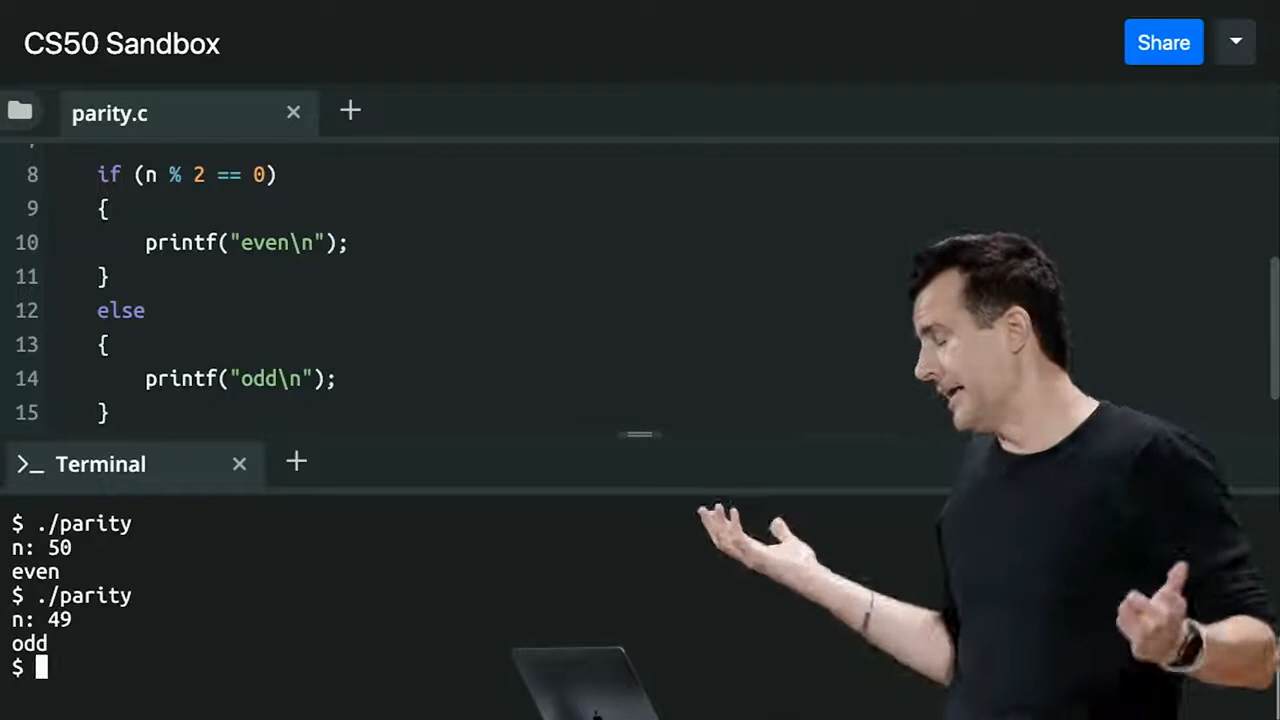 CS50 Sandbox
Share
parity.c × +
8 if (n % 2 == 0)
9 {
10 printf("even\n");
11 }
12 else
13 {
14 printf("odd\n");
15 }
>_ Terminal × +
$ ./parity
n: 50
even
$ ./parity
n: 49
odd
$